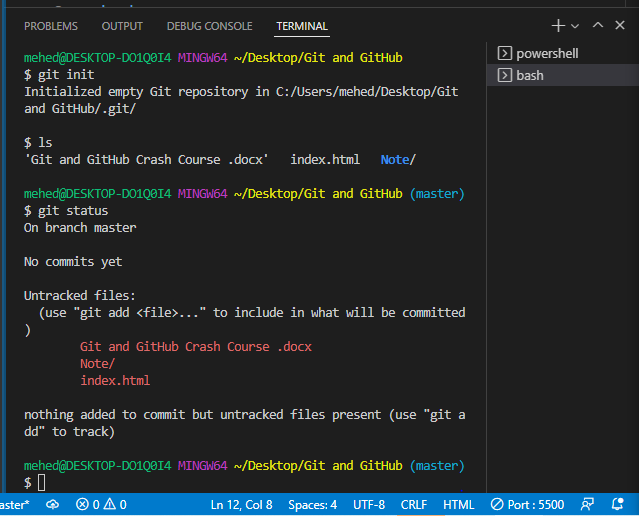 PROBLEMS OUTPUT DEBUG CONSOLE TERMINAL
powershell
bash
mehed@DESKTOP-DO1Q0I4 MINGW64 ~/Desktop/Git and GitHub
$ git init
Initialized empty Git repository in C:/Users/mehed/Desktop/Git
and GitHub/.git/
$ ls
'Git and GitHub Crash Course .docx' index.html Note/
mehed@DESKTOP-DO1Q0I4 MINGW64 ~/Desktop/Git and GitHub (master)
$ git status
On branch master
No commits yet
Untracked files:
(use "git add <file>..." to include in what will be committed
)
Git and GitHub Crash Course .docx
Note/
index.html
nothing added to commit but untracked files present (use "git a
dd" to track)
mehed@DESKTOP-DO1Q0I4 MINGW64 ~/Desktop/Git and GitHub (master)
$
aster* 0 0 Ln 12, Col 8 Spaces: 4 UTF-8 CRLF HTML Port : 5500